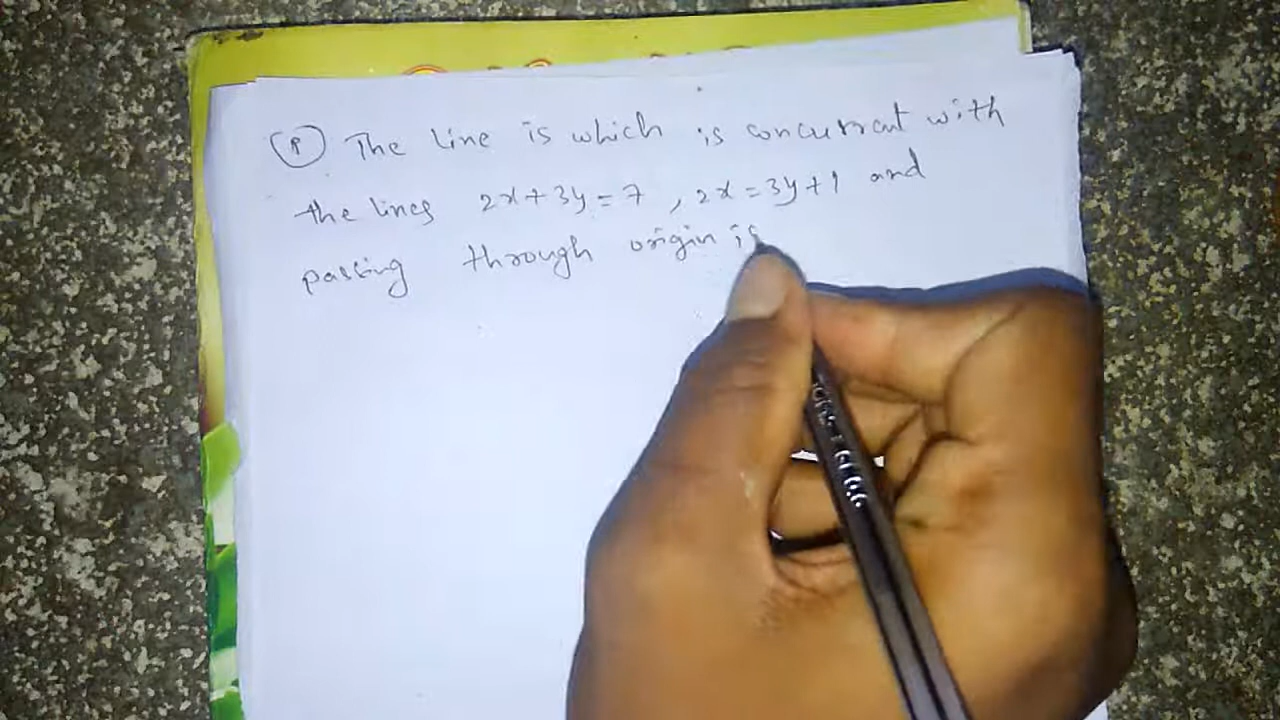 (P) The line is which is concurrent with
the lines 2x+3y=7, 2x=3y+1 and
passing through origin is